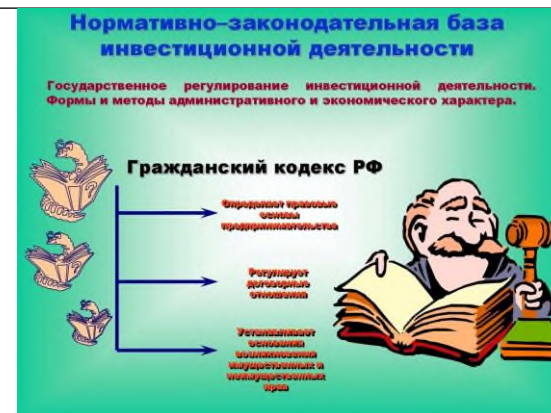 Нормативно–законодательная база
инвестиционной деятельности
Государственное регулирование инвестиционной деятельности.
Формы и методы административного и экономического характера.
Гражданский кодекс РФ
Определяет правовые
основы
предпринимательства
Регулирует
договорные
отношения
Устанавливает
основания
возникновения
имущественных и
неимущественных
прав